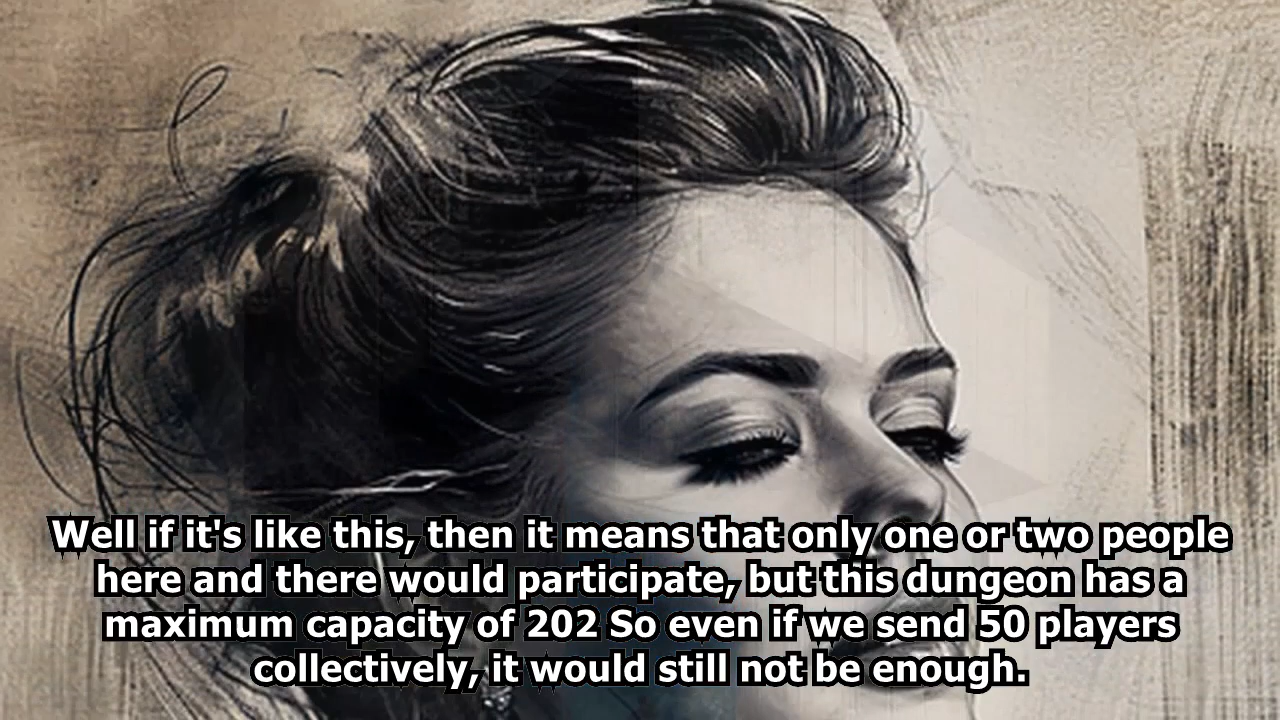 Well if it's like this, then it means that only one or two people
here and there would participate, but this dungeon has a
maximum capacity of 202 So even if we send 50 players
collectively, it would still not be enough.